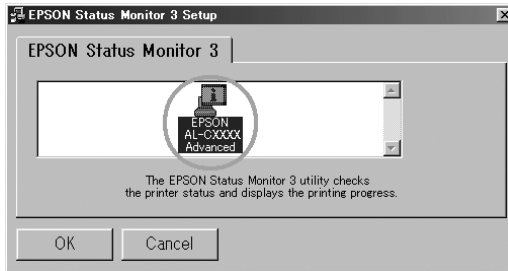 EPSON Status Monitor 3 Setup
EPSON Status Monitor 3
EPSON
AL-CXXXX
Advanced
The EPSON Status Monitor 3 utility checks
the printer status and displays the printing progress.
OK
Cancel